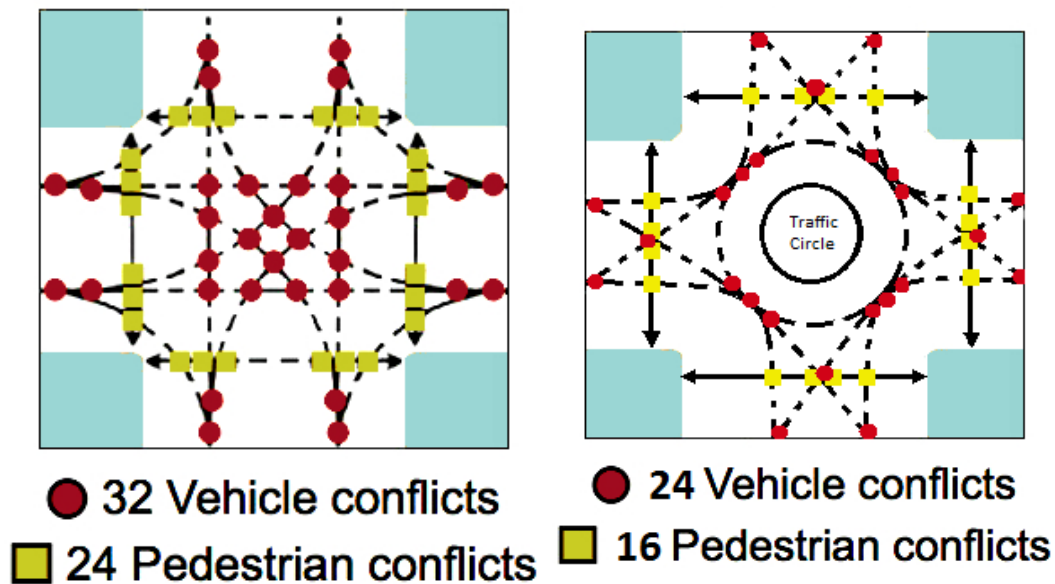 Traffic
Circle
32 Vehicle conflicts
24 Pedestrian conflicts
24 Vehicle conflicts
16 Pedestrian conflicts